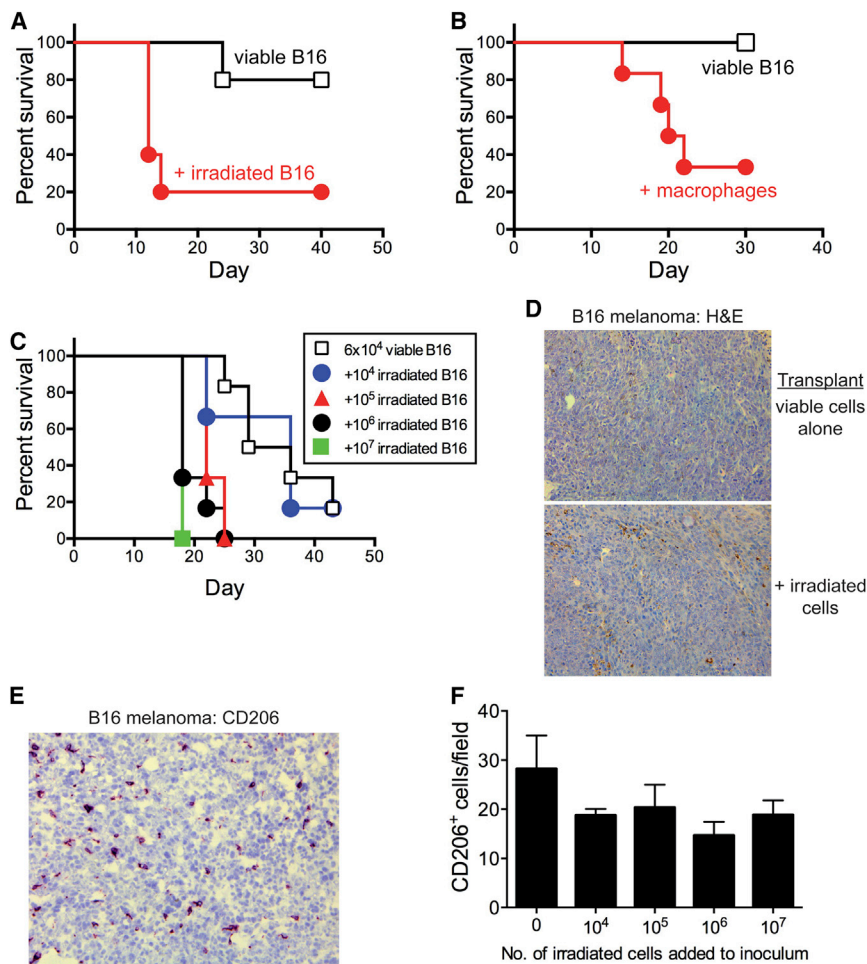 A
Percent survival
100
80
60
40
20
0
viable B16
+ irradiated B16
0 10 20 30 40 50
Day
B
Percent survival
100
80
60
40
20
0
viable B16
+ macrophages
0 10 20 30 40
Day
C
Percent survival
100
80
60
40
20
0
0 10 20 30 40 50
Day
6x10⁴ viable B16
+10⁴ irradiated B16
+10⁵ irradiated B16
+10⁶ irradiated B16
+10⁷ irradiated B16
D
B16 melanoma: H&E
Transplant
viable cells
alone
+ irradiated
cells
E
B16 melanoma: CD206
F
CD206⁺ cells/field
40
30
20
10
0
0 10⁴ 10⁵ 10⁶ 10⁷
No. of irradiated cells added to inoculum